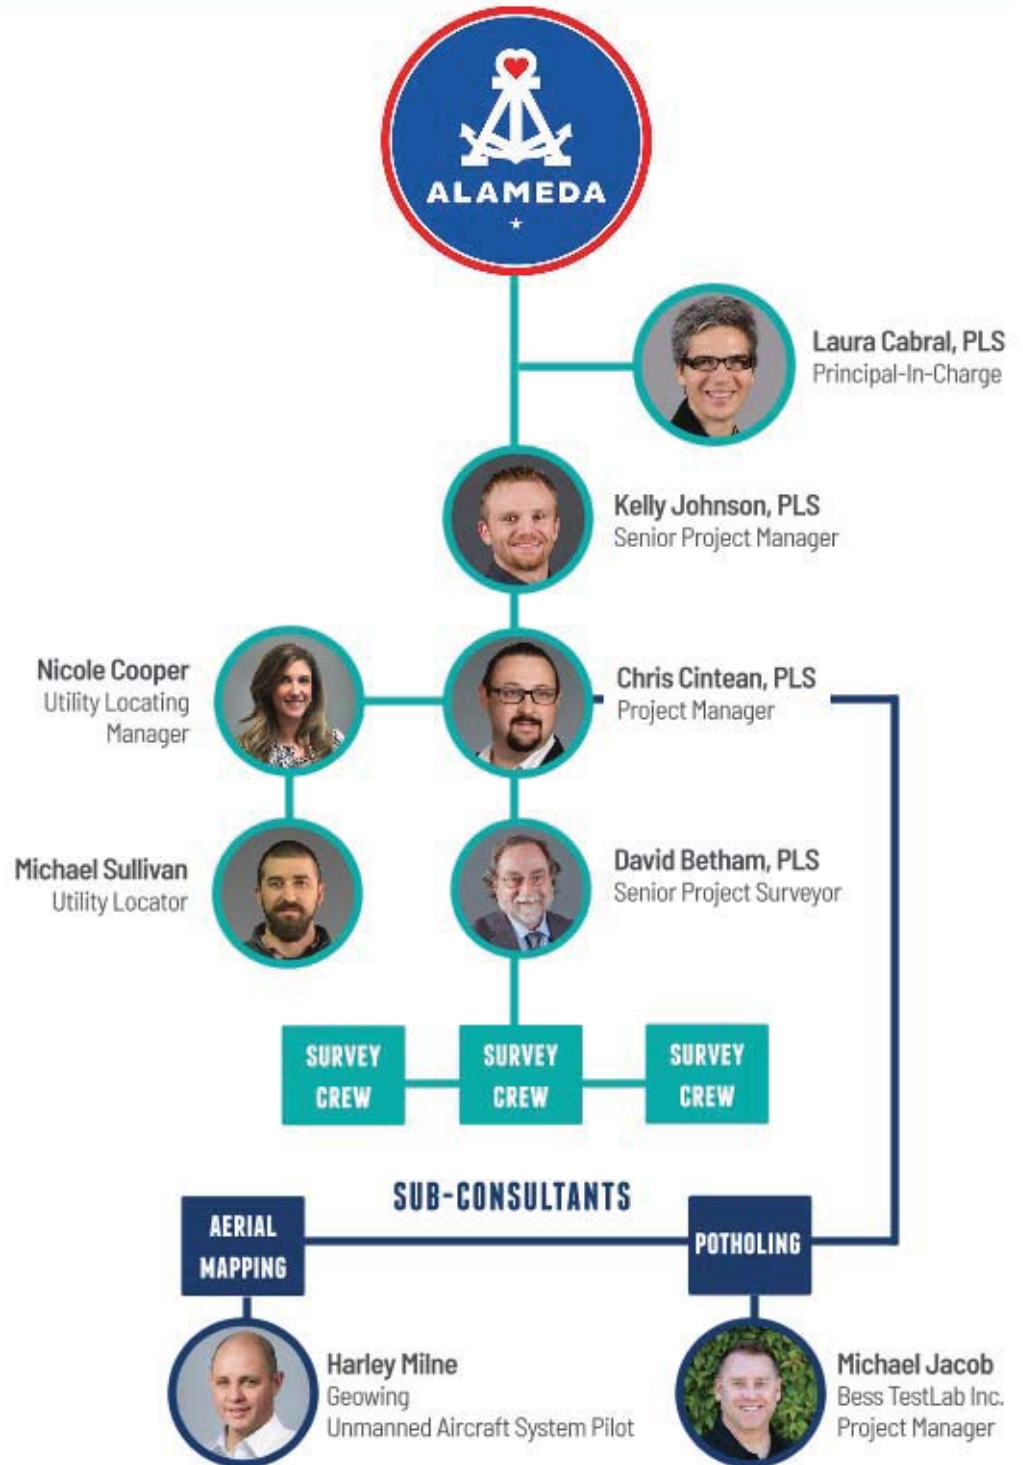 ALAMEDA
Laura Cabral, PLS
Principal-In-Charge
Kelly Johnson, PLS
Senior Project Manager
Nicole Cooper
Utility Locating
Manager
Chris Cintean, PLS
Project Manager
Michael Sullivan
Utility Locator
David Betham, PLS
Senior Project Surveyor
SURVEY
CREW
SURVEY
CREW
SURVEY
CREW
SUB-CONSULTANTS
AERIAL
MAPPING
POTHOLING
Harley Milne
Geowing
Unmanned Aircraft System Pilot
Michael Jacob
Bess TestLab Inc.
Project Manager